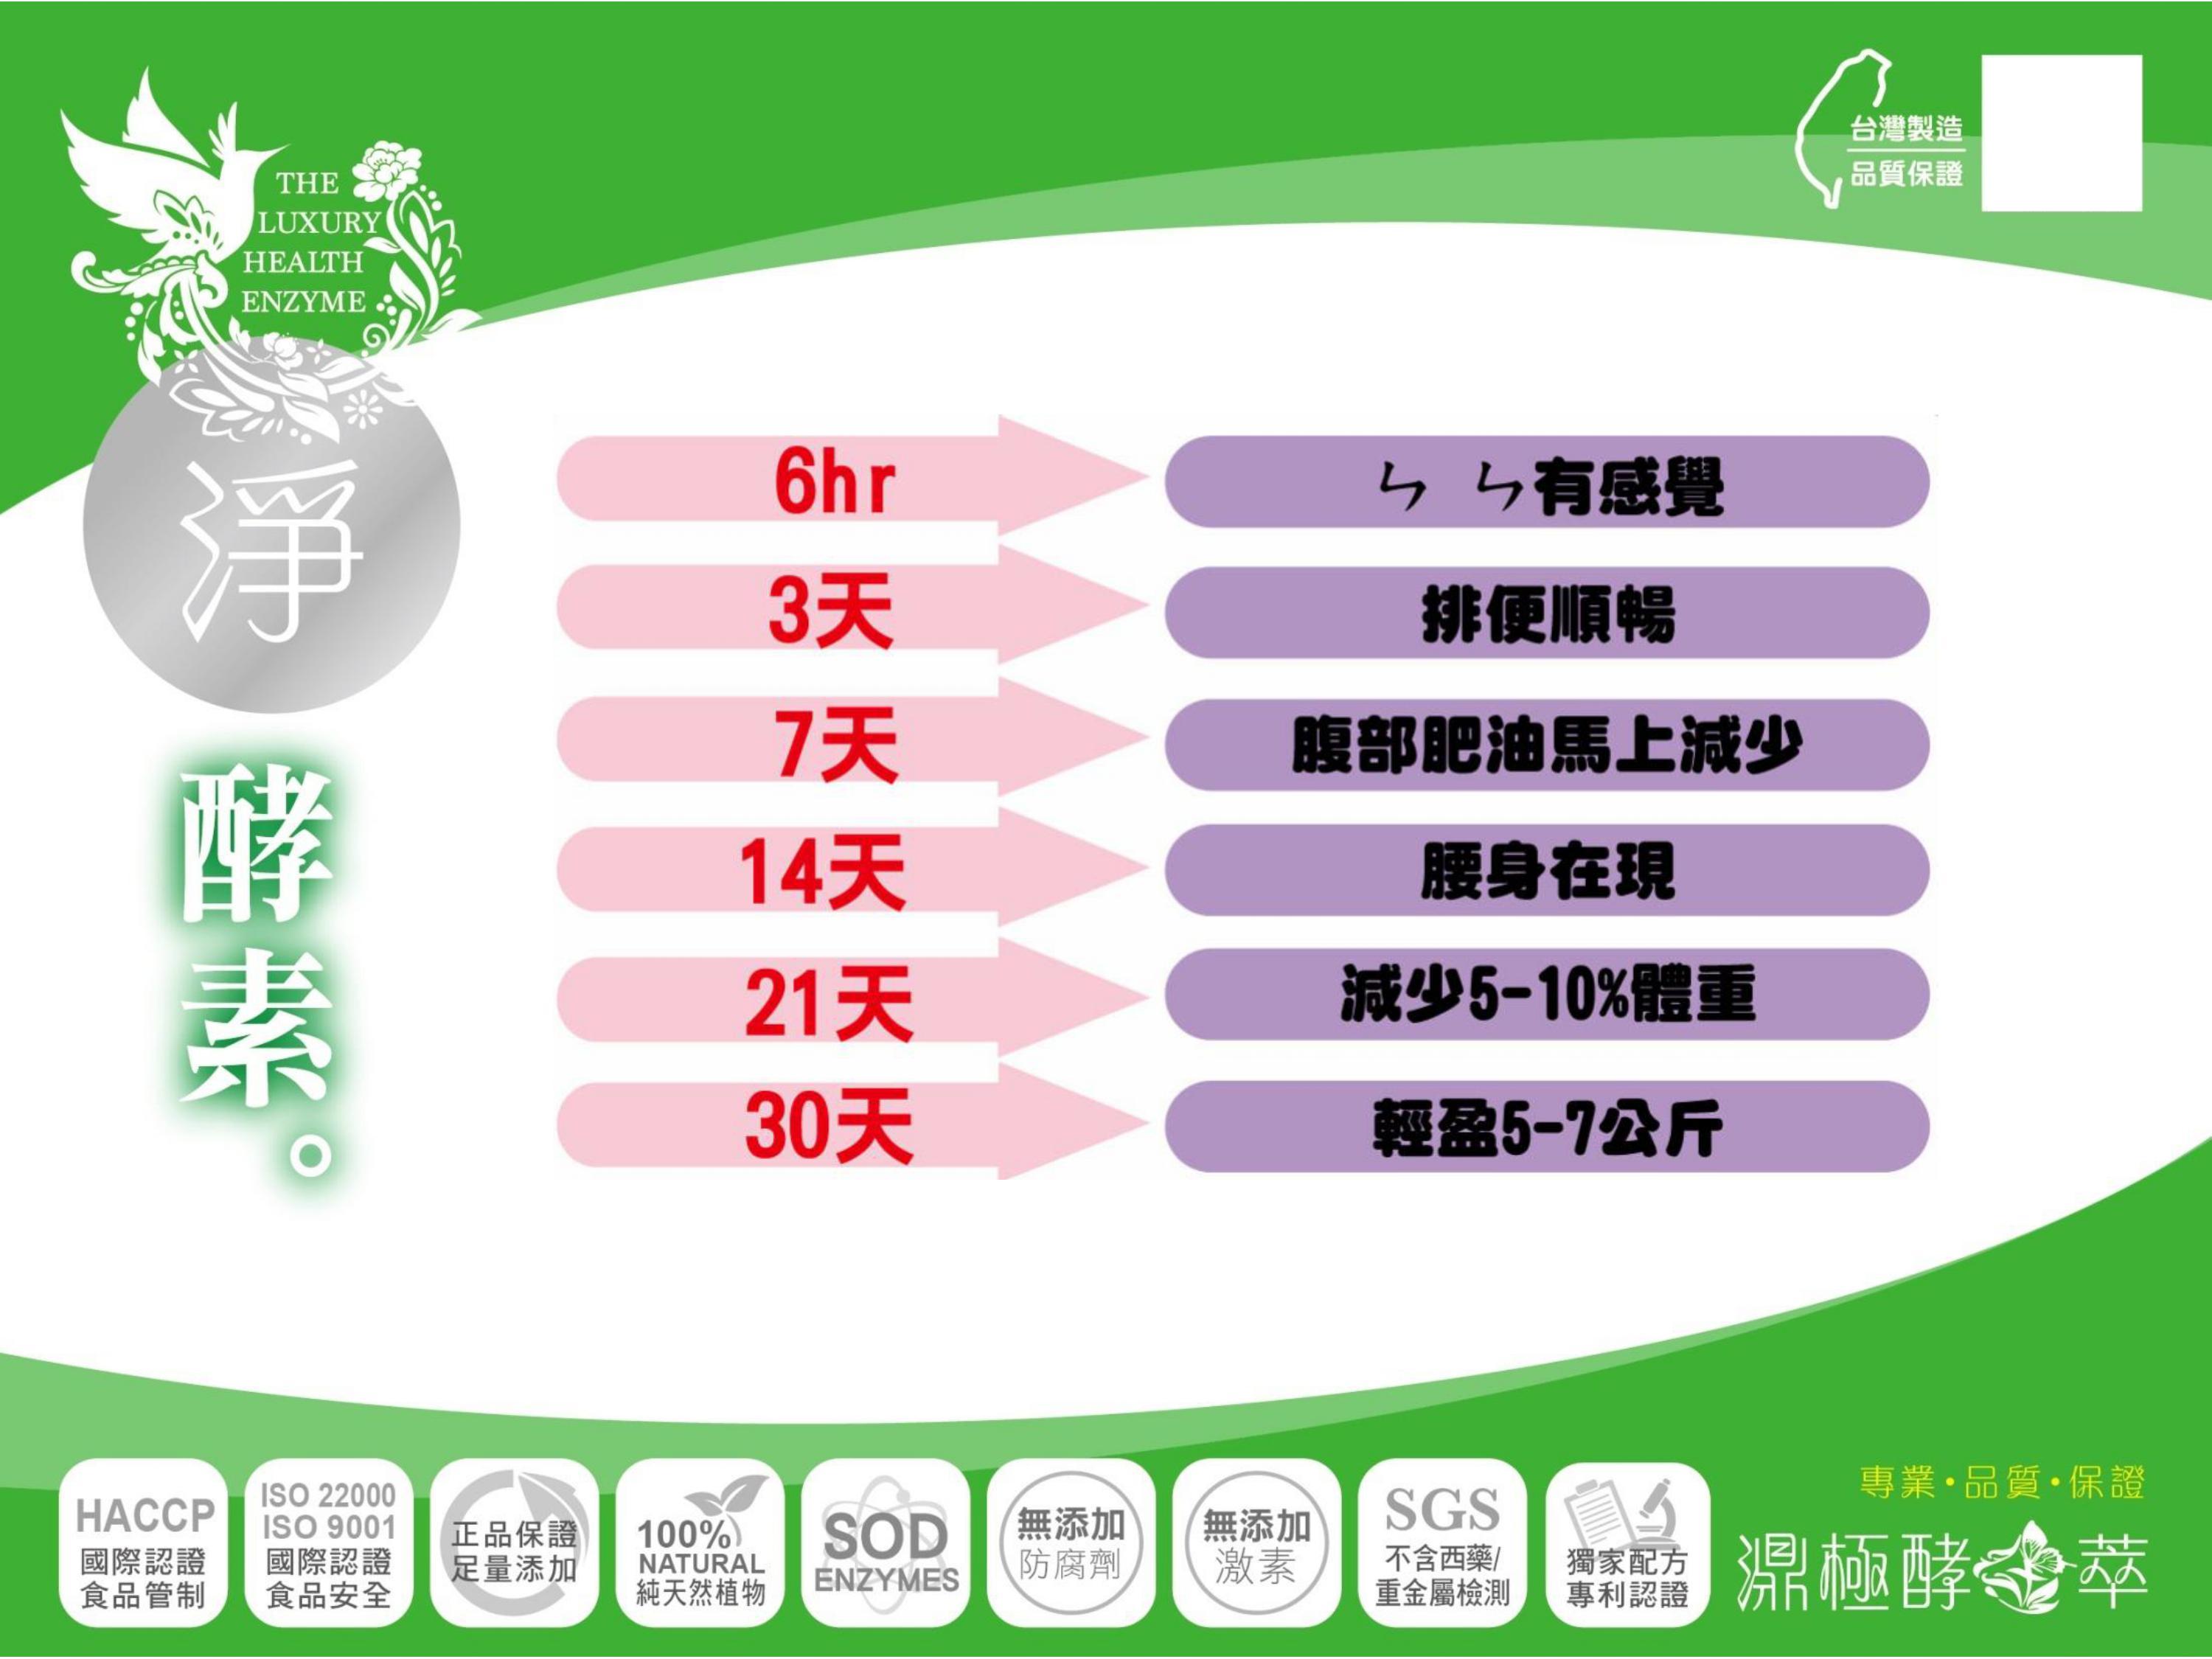 THE
LUXURY
HEALTH
ENZYME
台灣製造
品質保證
淨
酵素。
6hr
ㄣ ㄣ有感覺
3天
排便順暢
7天
腹部肥油馬上減少
14天
腰身在現
21天
減少5-10%體重
30天
輕盈5-7公斤
HACCP
國際認證
食品管制
ISO 22000
ISO 9001
國際認證
食品安全
正品保證
足量添加
100%
NATURAL
純天然植物
SOD
ENZYMES
無添加
防腐劑
無添加
激素
SGS
不含西藥/
重金屬檢測
獨家配方
專利認證
專業·品質·保證
極酵萃